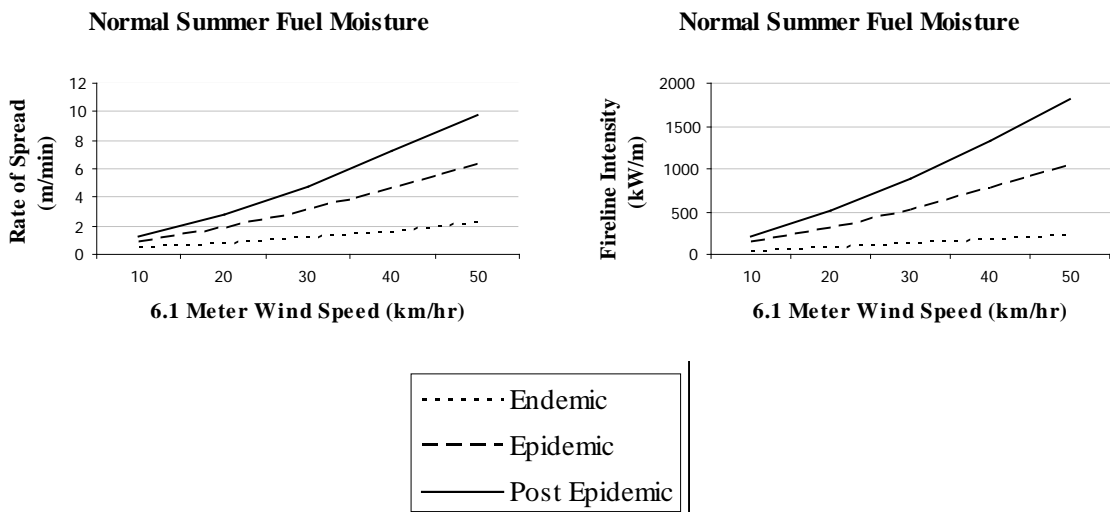 Normal Summer Fuel Moisture
Rate of Spread
(m/min)
12
10
8
6
4
2
0
10 20 30 40 50
6.1 Meter Wind Speed (km/hr)
Normal Summer Fuel Moisture
Fireline Intensity
(kW/m)
2000
1500
1000
500
0
10 20 30 40 50
6.1 Meter Wind Speed (km/hr)
Endemic
Epidemic
Post Epidemic